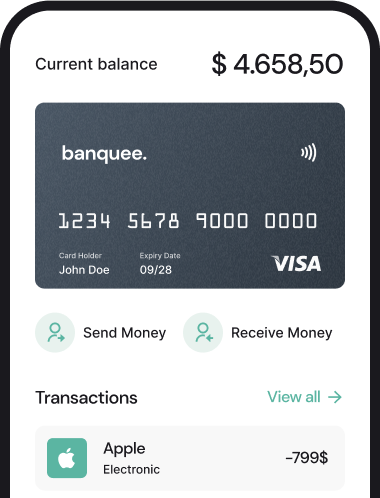 Current balance
$ 4.658,50
banquee.
1234 5678 9000 0000
Card Holder
Expiry Date
John Doe
09/28
VISA
Send Money
Receive Money
Transactions
View all →
Apple
Electronic
-799$